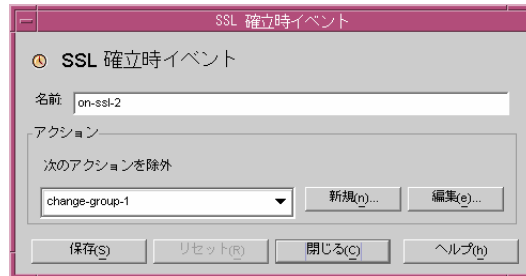 SSL 確立時イベント
SSL 確立時イベント
名前 on-ssl-2
アクション
次のアクションを除外
change-group-1 新規(n)... 編集(e)...
保存(S) リセット(R) 閉じる(C) ヘルプ(h)